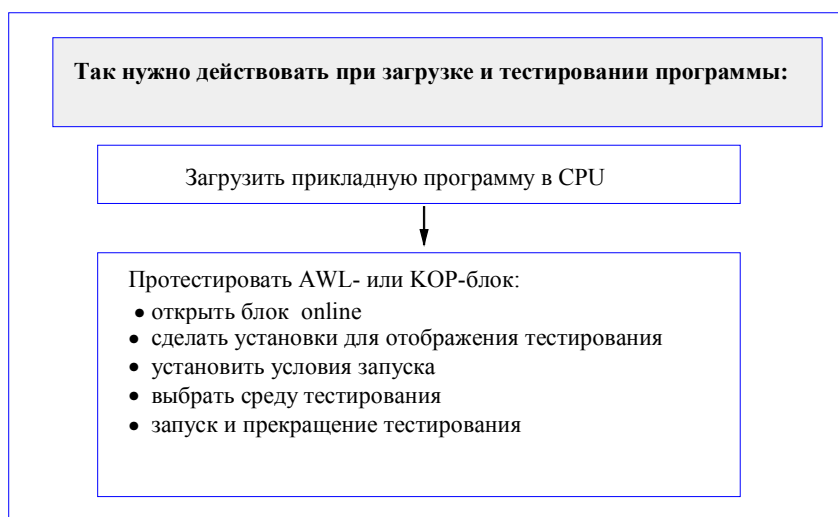 Так нужно действовать при загрузке и тестировании программы:
Загрузить прикладную программу в CPU
Протестировать AWL- или KOP-блок:
• открыть блок online
• сделать установки для отображения тестирования
• установить условия запуска
• выбрать среду тестирования
• запуск и прекращение тестирования